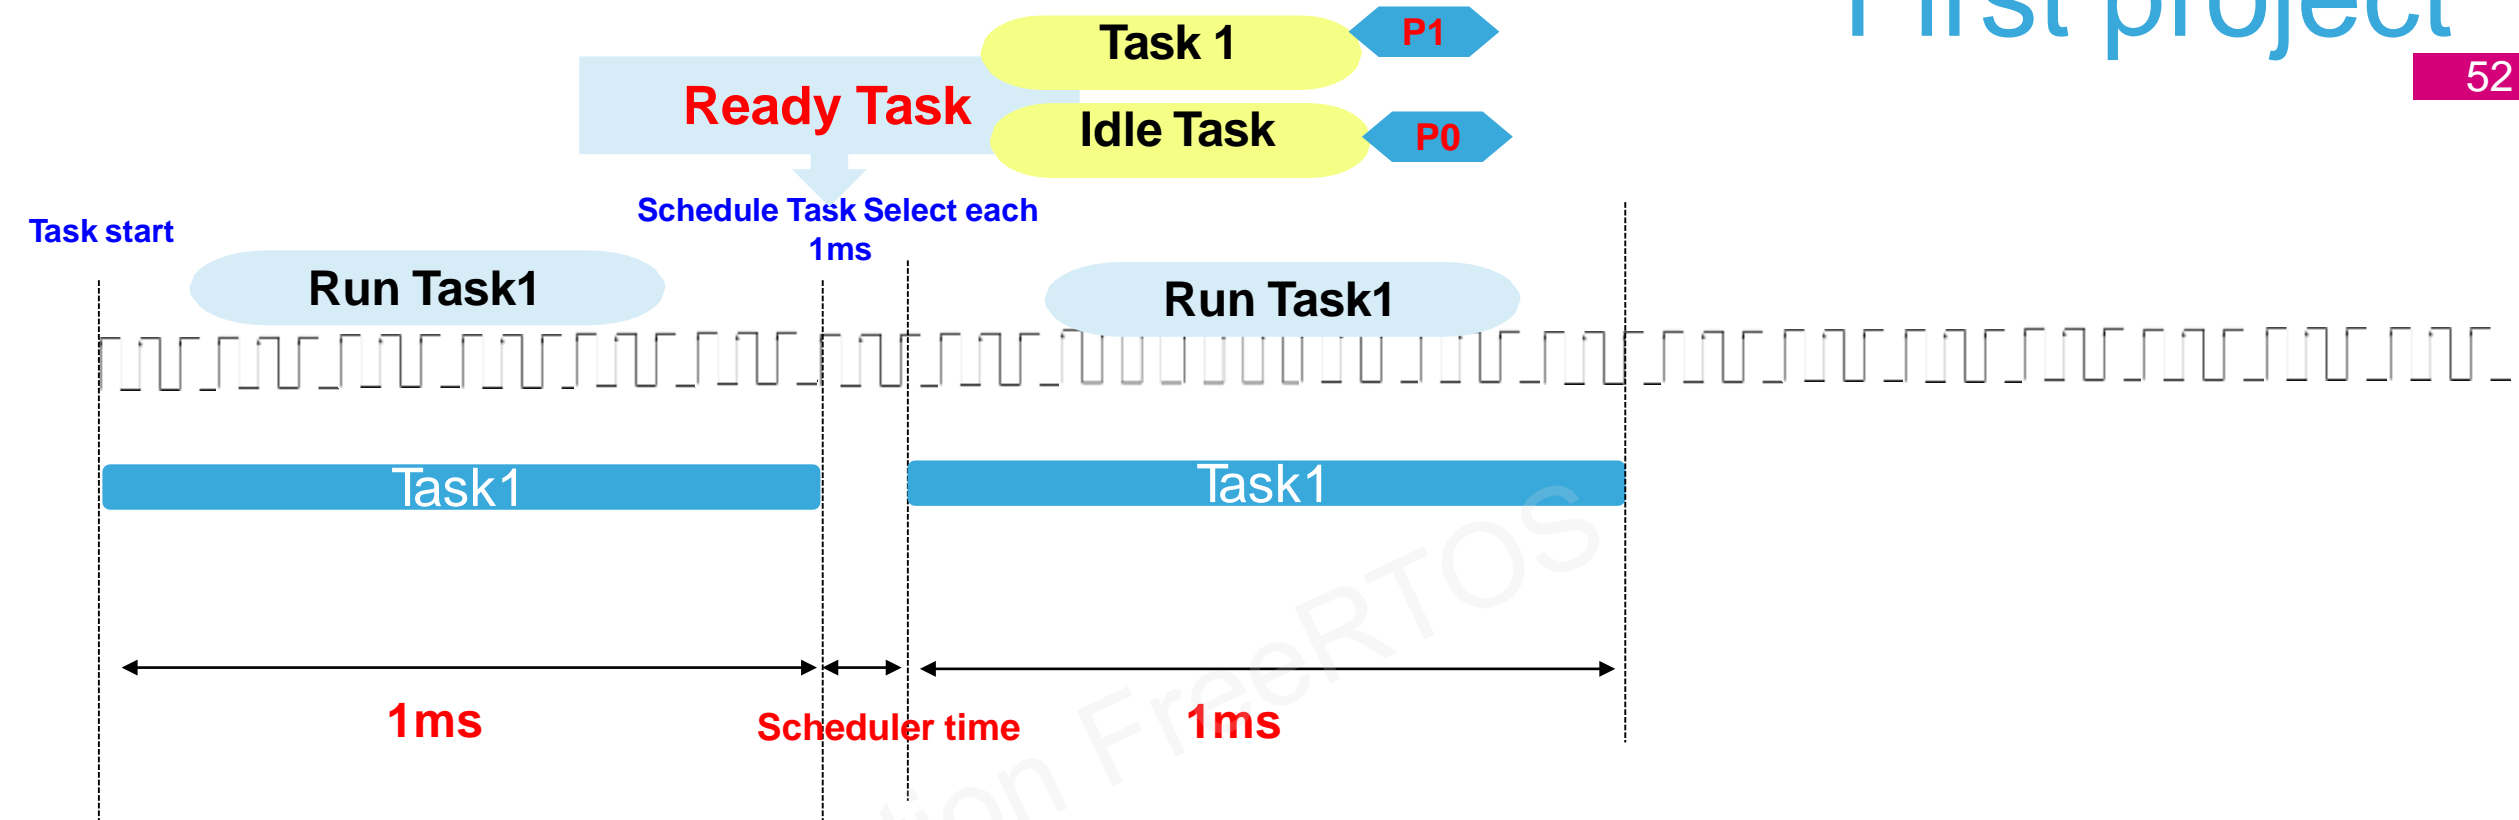 First project
52
Task 1
P1
Ready Task
Idle Task
P0
Task start
Schedule Task Select each
1ms
Run Task1
Run Task1
Task1
Task1
1ms
Scheduler time
1ms
FreeRTOS